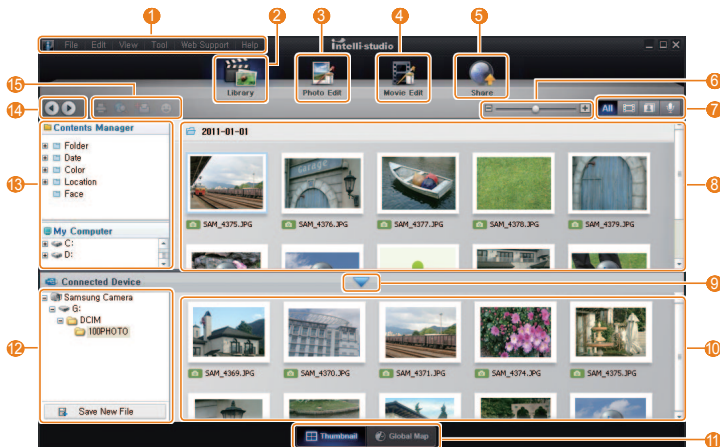 1 2 3 4 5
File Edit View Tool Web Support Help
intelli-studio
15 Library Photo Edit Movie Edit Share 6
14 All 7
Contents Manager
Folder
Date
Color
Location
Face
13
My Computer
C:
D:
2011-01-01
SAM_4375.JPG SAM_4376.JPG SAM_4377.JPG SAM_4378.JPG SAM_4379.JPG
8
Connected Device
9
Samsung Camera
G:
DCIM
100PHOTO
12
Save New File
SAM_4369.JPG SAM_4370.JPG SAM_4371.JPG SAM_4374.JPG SAM_4375.JPG
10
Thumbnail Global Map
11